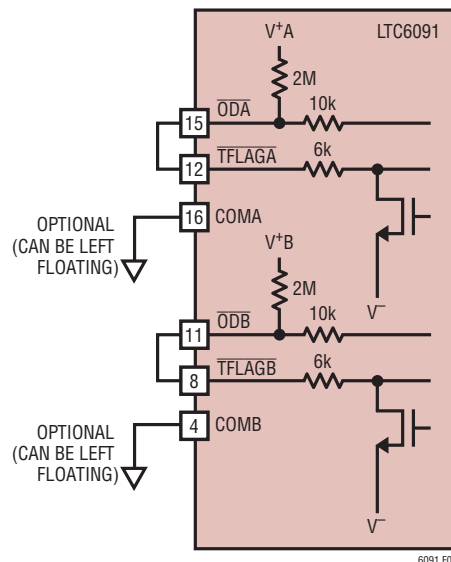 V+A
LTC6091
2M
ODA
10k
15
TFLAGA
6k
12
COMA
16
OPTIONAL
(CAN BE LEFT
FLOATING)
V–
V+B
2M
ODB
10k
11
TFLAGB
6k
8
COMB
4
OPTIONAL
(CAN BE LEFT
FLOATING)
V–